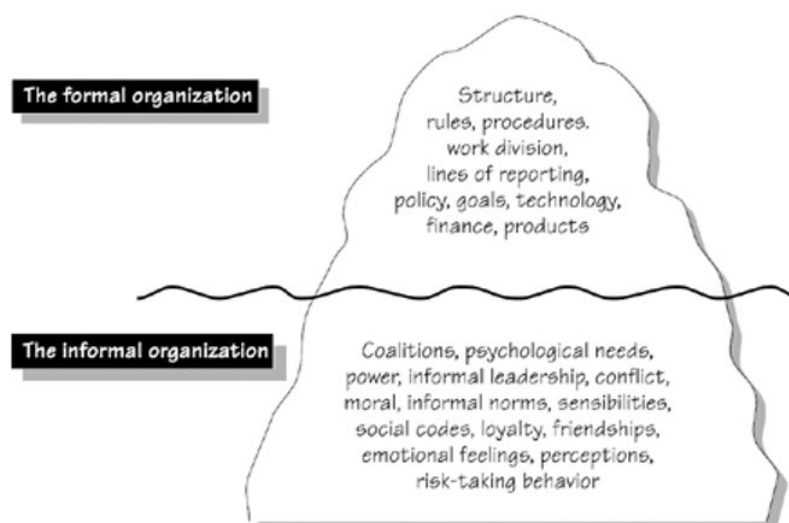 The formal organization
Structure,
rules, procedures.
work division,
lines of reporting,
policy, goals, technology,
finance, products
The informal organization
Coalitions, psychological needs,
power, informal leadership, conflict,
moral, informal norms, sensibilities,
social codes, loyalty, friendships,
emotional feelings, perceptions,
risk-taking behavior